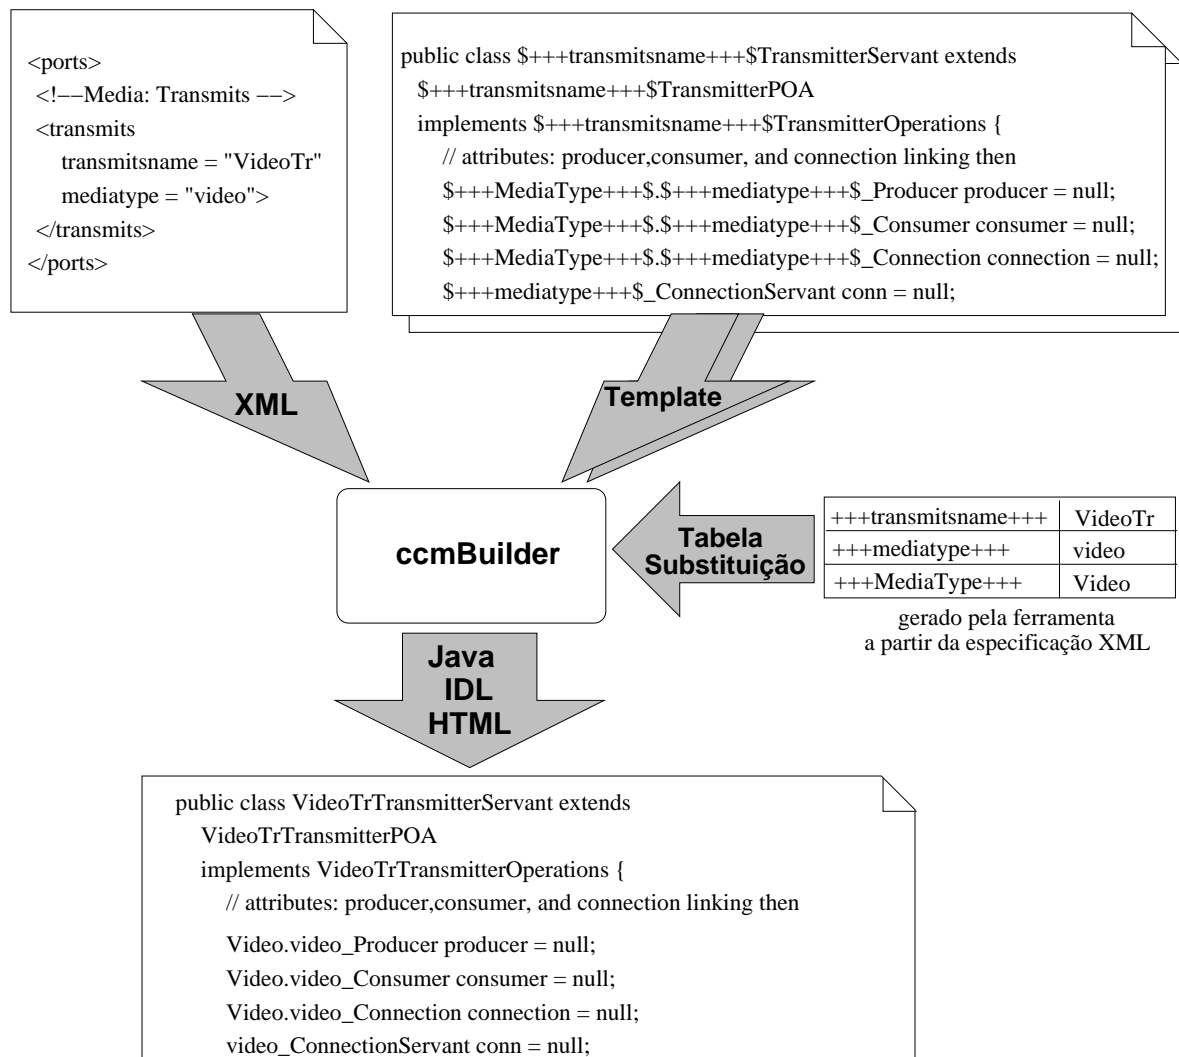 <ports>
<!−−Media: Transmits −−>
<transmits
transmitsname = "VideoTr"
mediatype = "video">
</transmits>
</ports>
public class $+++transmitsname+++$TransmitterServant extends
$+++transmitsname+++$TransmitterPOA
implements $+++transmitsname+++$TransmitterOperations {
// attributes: producer,consumer, and connection linking then
$+++MediaType+++$.$+++mediatype+++$_Producer producer = null;
$+++MediaType+++$.$+++mediatype+++$_Consumer consumer = null;
$+++MediaType+++$.$+++mediatype+++$_Connection connection = null;
$+++mediatype+++$_ConnectionServant conn = null;
XML
Template
ccmBuilder
Tabela
Substituição
+++transmitsname+++ VideoTr
+++mediatype+++ video
+++MediaType+++ Video
gerado pela ferramenta
a partir da especificação XML
Java
IDL
HTML
public class VideoTrTransmitterServant extends
VideoTrTransmitterPOA
implements VideoTrTransmitterOperations {
// attributes: producer,consumer, and connection linking then
Video.video_Producer producer = null;
Video.video_Consumer consumer = null;
Video.video_Connection connection = null;
video_ConnectionServant conn = null;